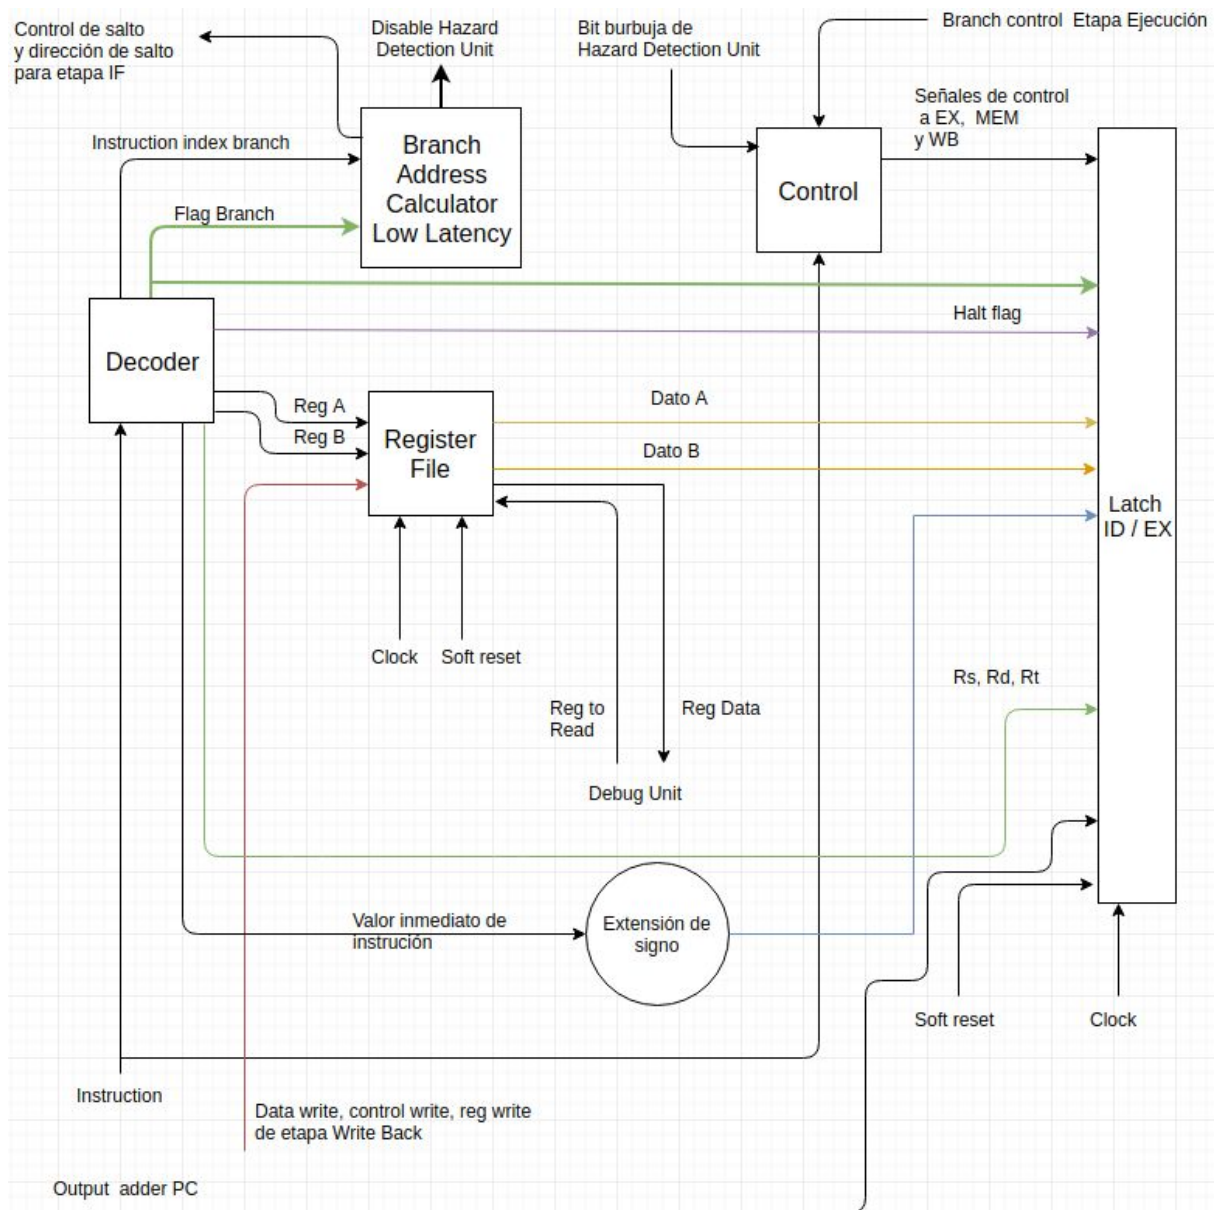 Control de salto
y dirección de salto
para etapa IF
Disable Hazard
Detection Unit
Bit burbuja de
Hazard Detection Unit
Branch control Etapa Ejecución
Señales de control
a EX, MEM
y WB
Instruction index branch
Branch
Address
Calculator
Low Latency
Control
Flag Branch
Halt flag
Decoder
Reg A
Reg B
Register
File
Dato A
Dato B
Latch
ID / EX
Clock
Soft reset
Rs, Rd, Rt
Reg to
Read
Reg Data
Debug Unit
Valor inmediato de
instrución
Extensión de
signo
Soft reset
Clock
Instruction
Data write, control write, reg write
de etapa Write Back
Output adder PC